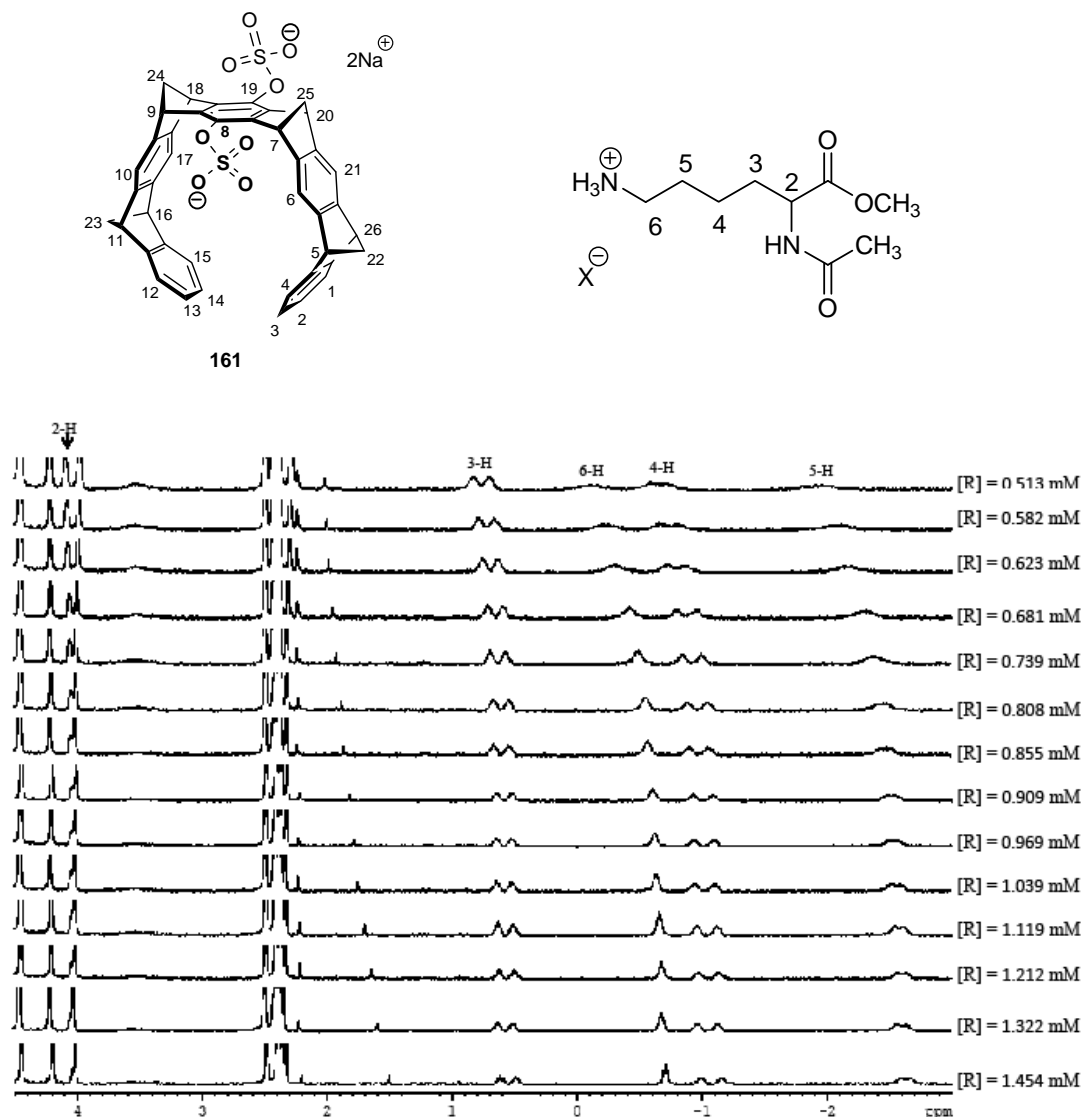 O
O
S
O
⊖
O
2Na⊕
24
18
19
25
20
9
8
7
O
O
S
O
O
⊖
10
17
6
21
23
16
11
5
26
22
15
12
13
14
4
1
3
2
161
⊕
H3N
6
5
4
3
2
O
OCH3
HN
CH3
O
X⊖
2-H
3-H
6-H
4-H
5-H
[R] = 0.513 mM
[R] = 0.582 mM
[R] = 0.623 mM
[R] = 0.681 mM
[R] = 0.739 mM
[R] = 0.808 mM
[R] = 0.855 mM
[R] = 0.909 mM
[R] = 0.969 mM
[R] = 1.039 mM
[R] = 1.119 mM
[R] = 1.212 mM
[R] = 1.322 mM
[R] = 1.454 mM
4 3 2 1 0 -1 -2 ppm